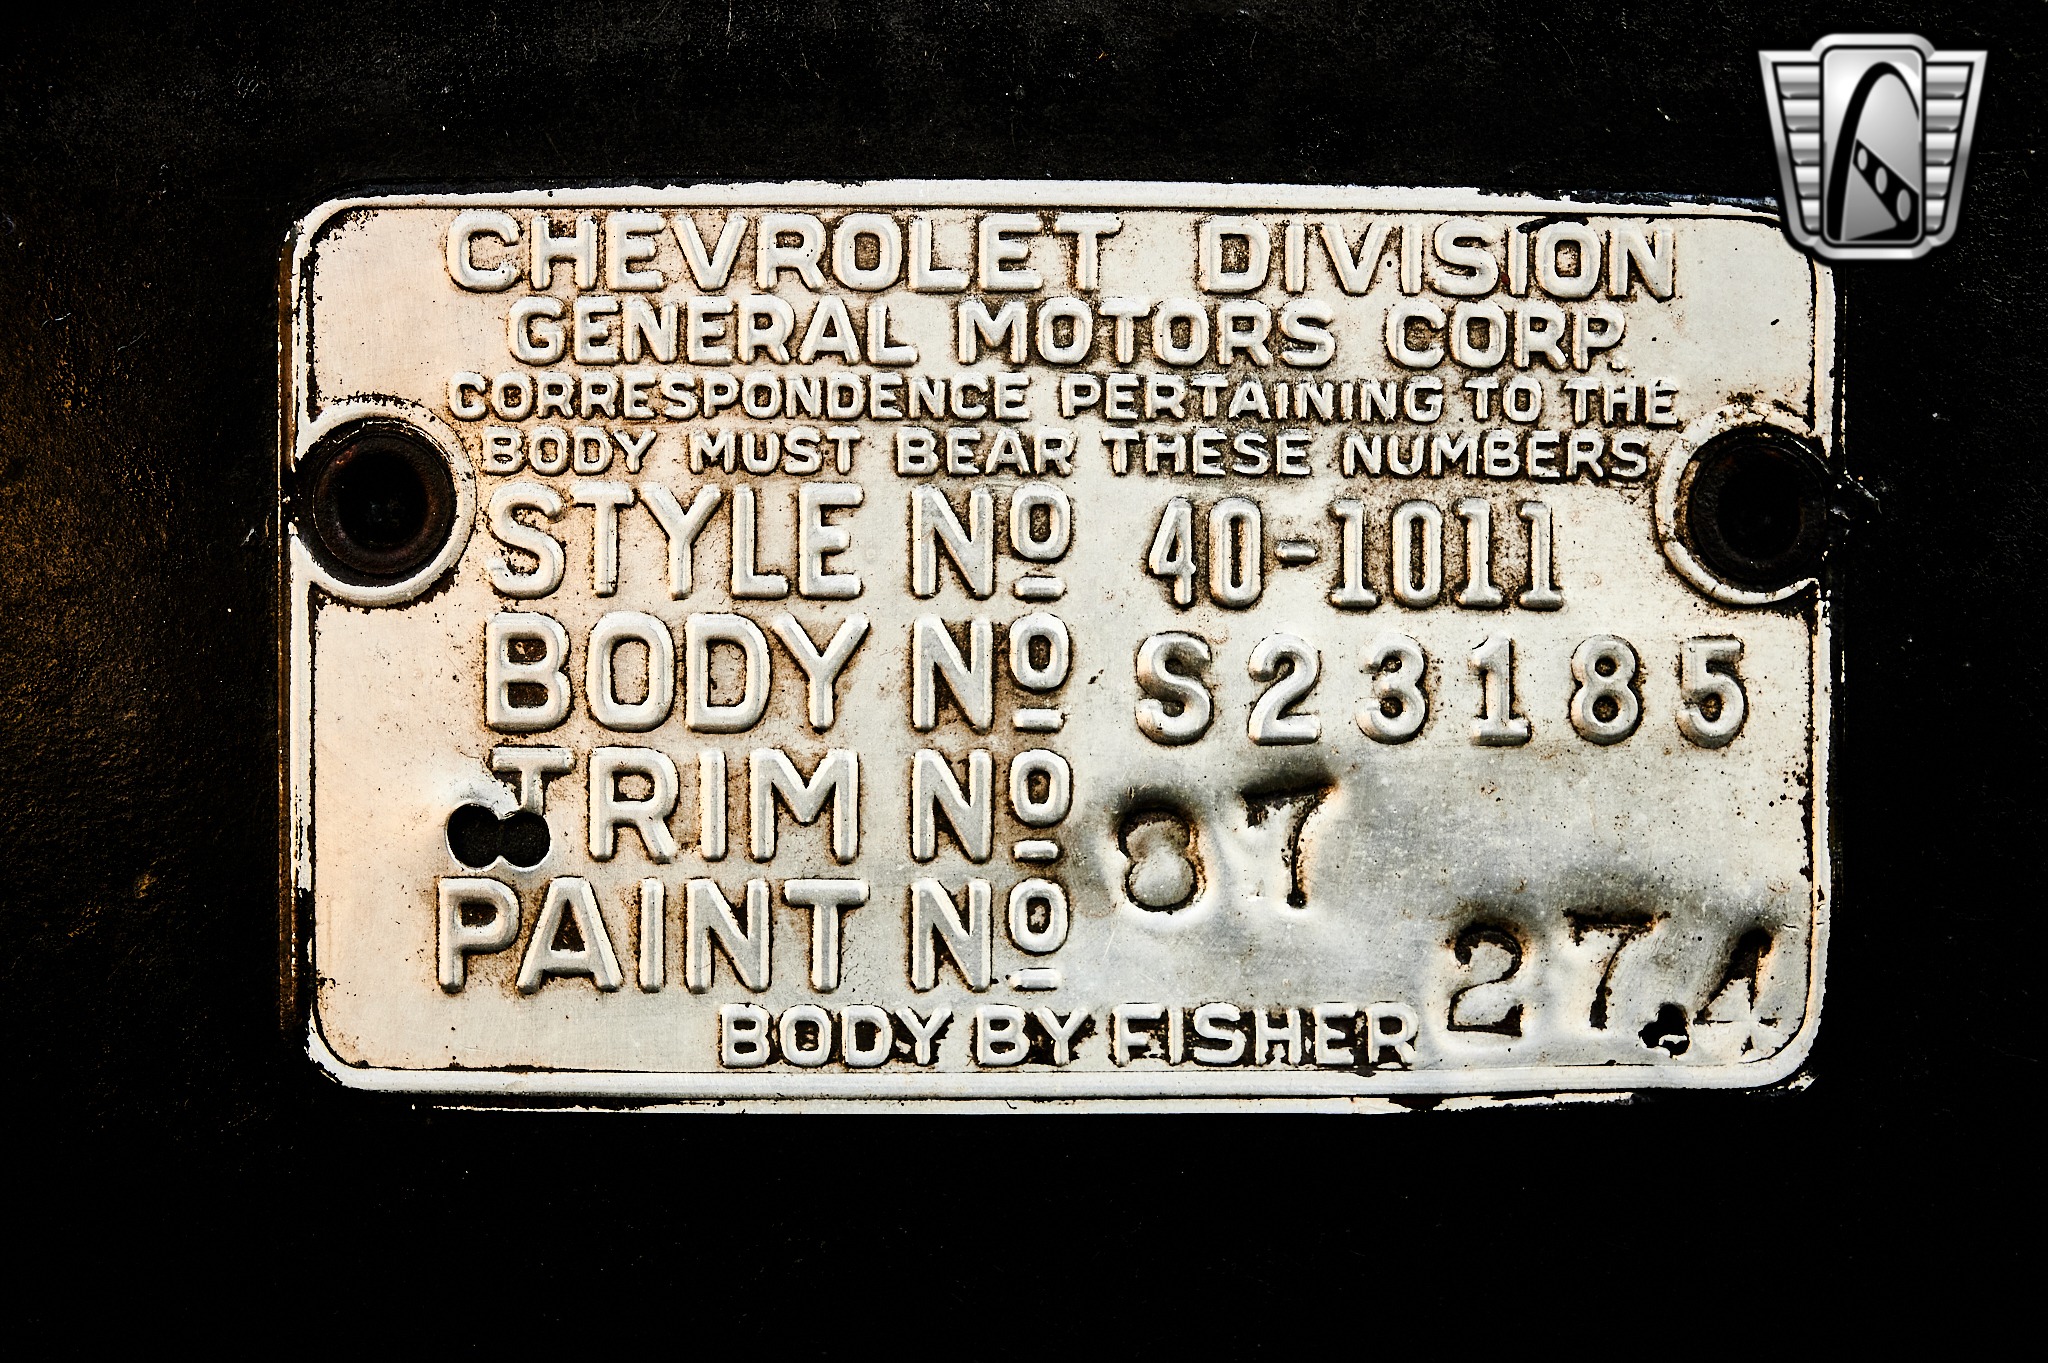 CHEVROLET DIVISION
GENERAL MOTORS CORP.
CORRESPONDENCE PERTAINING TO THE
BODY MUST BEAR THESE NUMBERS
STYLE Nº 40-1011
BODY Nº S23185
TRIM Nº 87
PAINT Nº 274
BODY BY FISHER